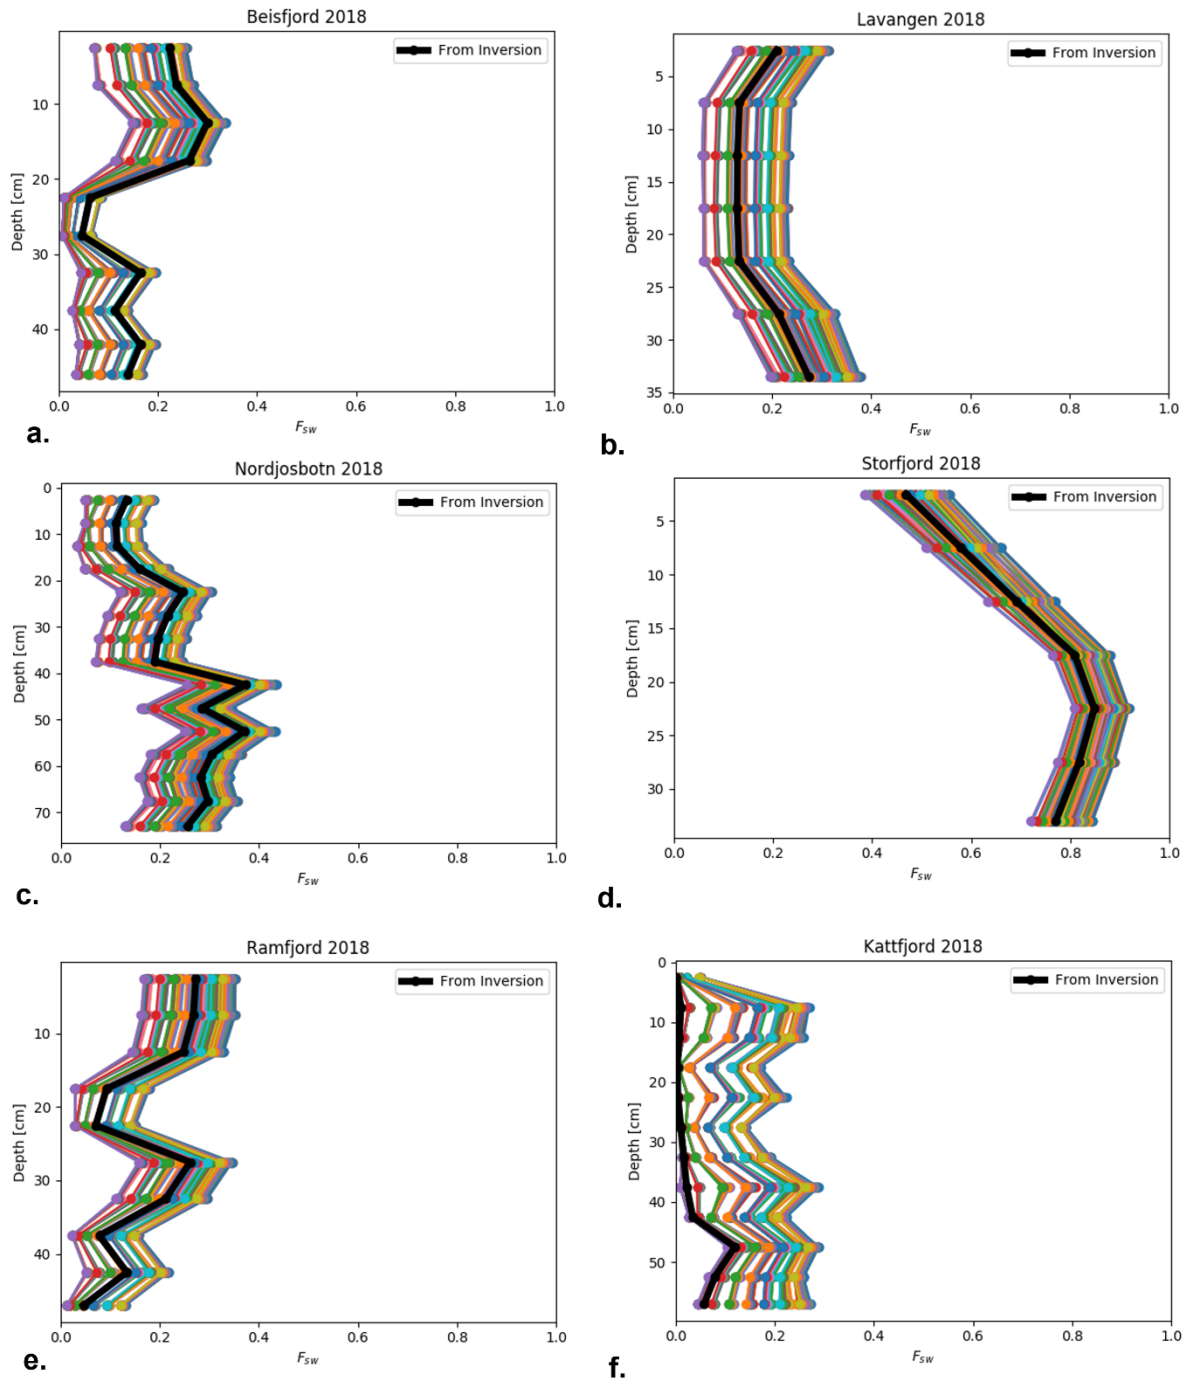 Beisfjord 2018
From Inversion
Depth [cm]
10
20
30
40
0.0 0.2 0.4 0.6 0.8 1.0
Fsw
a.
Lavangen 2018
From Inversion
Depth [cm]
5
10
15
20
25
30
35
0.0 0.2 0.4 0.6 0.8 1.0
Fsw
b.
Nordjosbotn 2018
From Inversion
Depth [cm]
0
10
20
30
40
50
60
70
0.0 0.2 0.4 0.6 0.8 1.0
Fsw
c.
Storfjord 2018
From Inversion
Depth [cm]
5
10
15
20
25
30
0.0 0.2 0.4 0.6 0.8 1.0
Fsw
d.
Ramfjord 2018
From Inversion
Depth [cm]
10
20
30
40
0.0 0.2 0.4 0.6 0.8 1.0
Fsw
e.
Kattfjord 2018
From Inversion
Depth [cm]
0
10
20
30
40
50
0.0 0.2 0.4 0.6 0.8 1.0
Fsw
f.